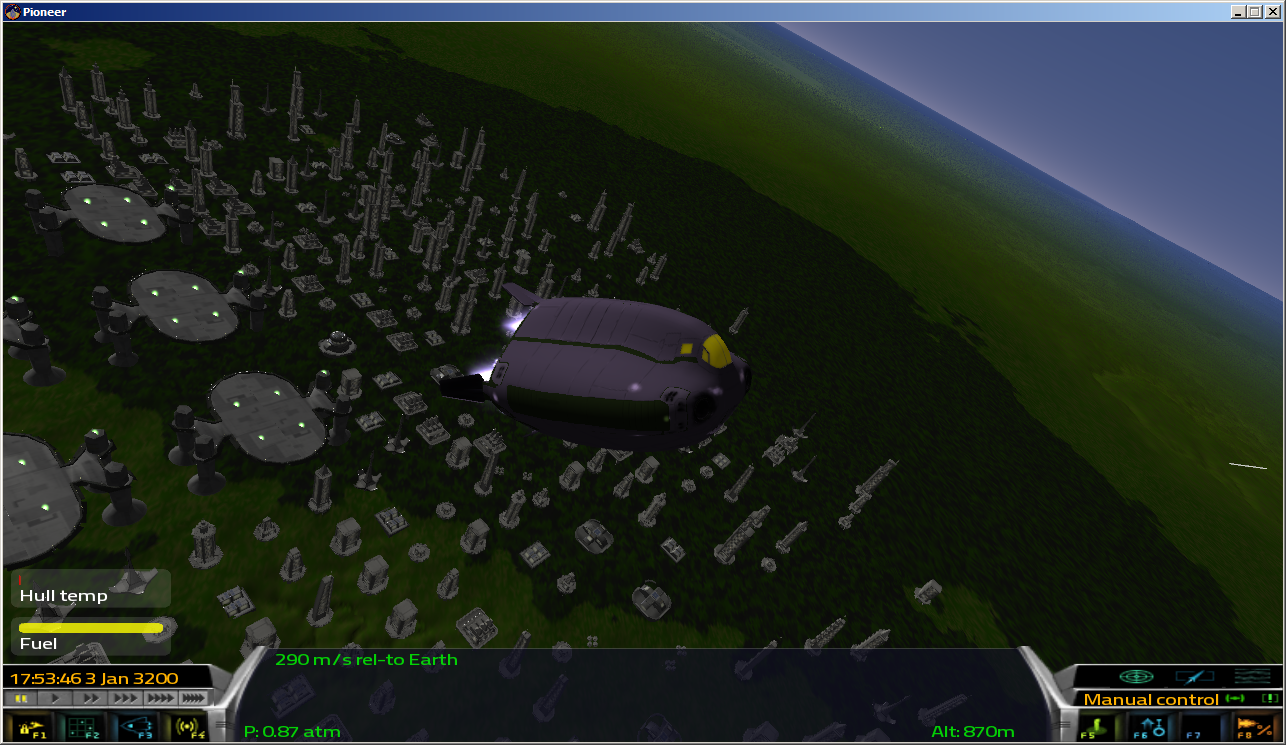 Pioneer
Hull temp
Fuel
290 m/s rel-to Earth
17:53:46 3 Jan 3200
Manual control
P: 0.87 atm
Alt: 870m
F1
F2
F3
F4
F5
F6
F7
F8